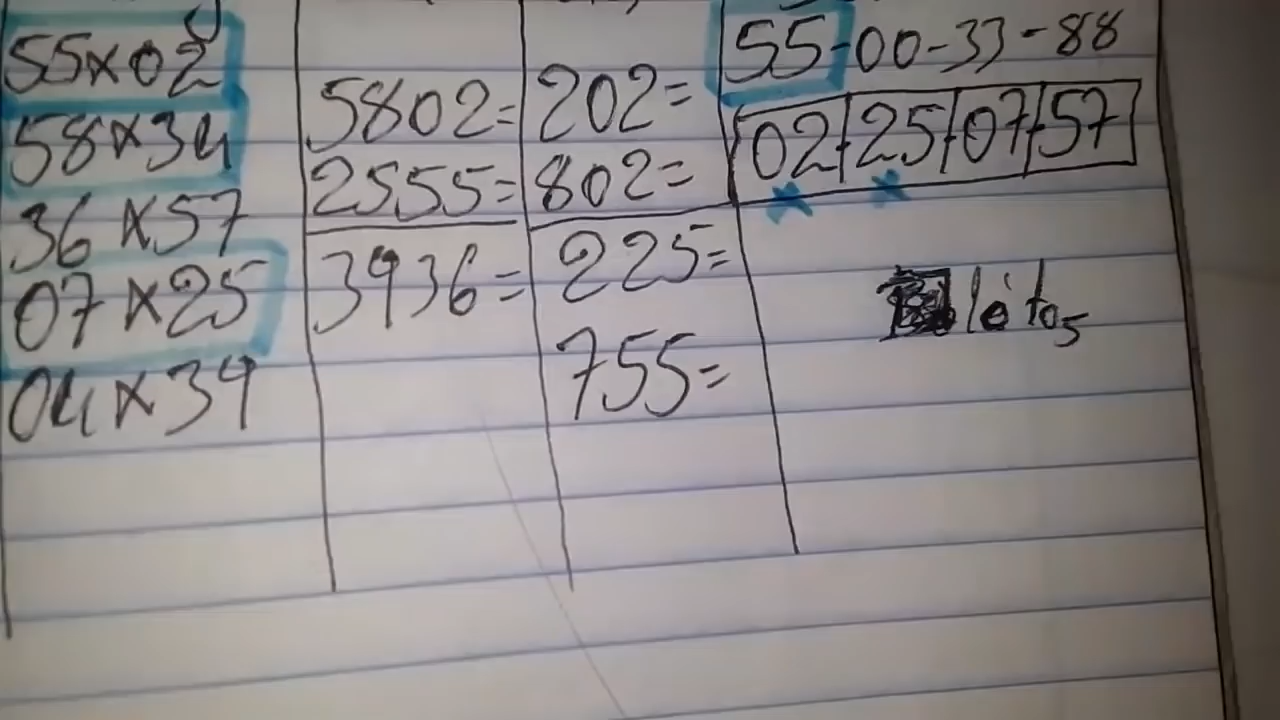 55x02
58x34
36x57
07x25
04x39
5802=
2555=
3936=
202=
802=
225=
755=
55-00-33-88
02 25 07 57